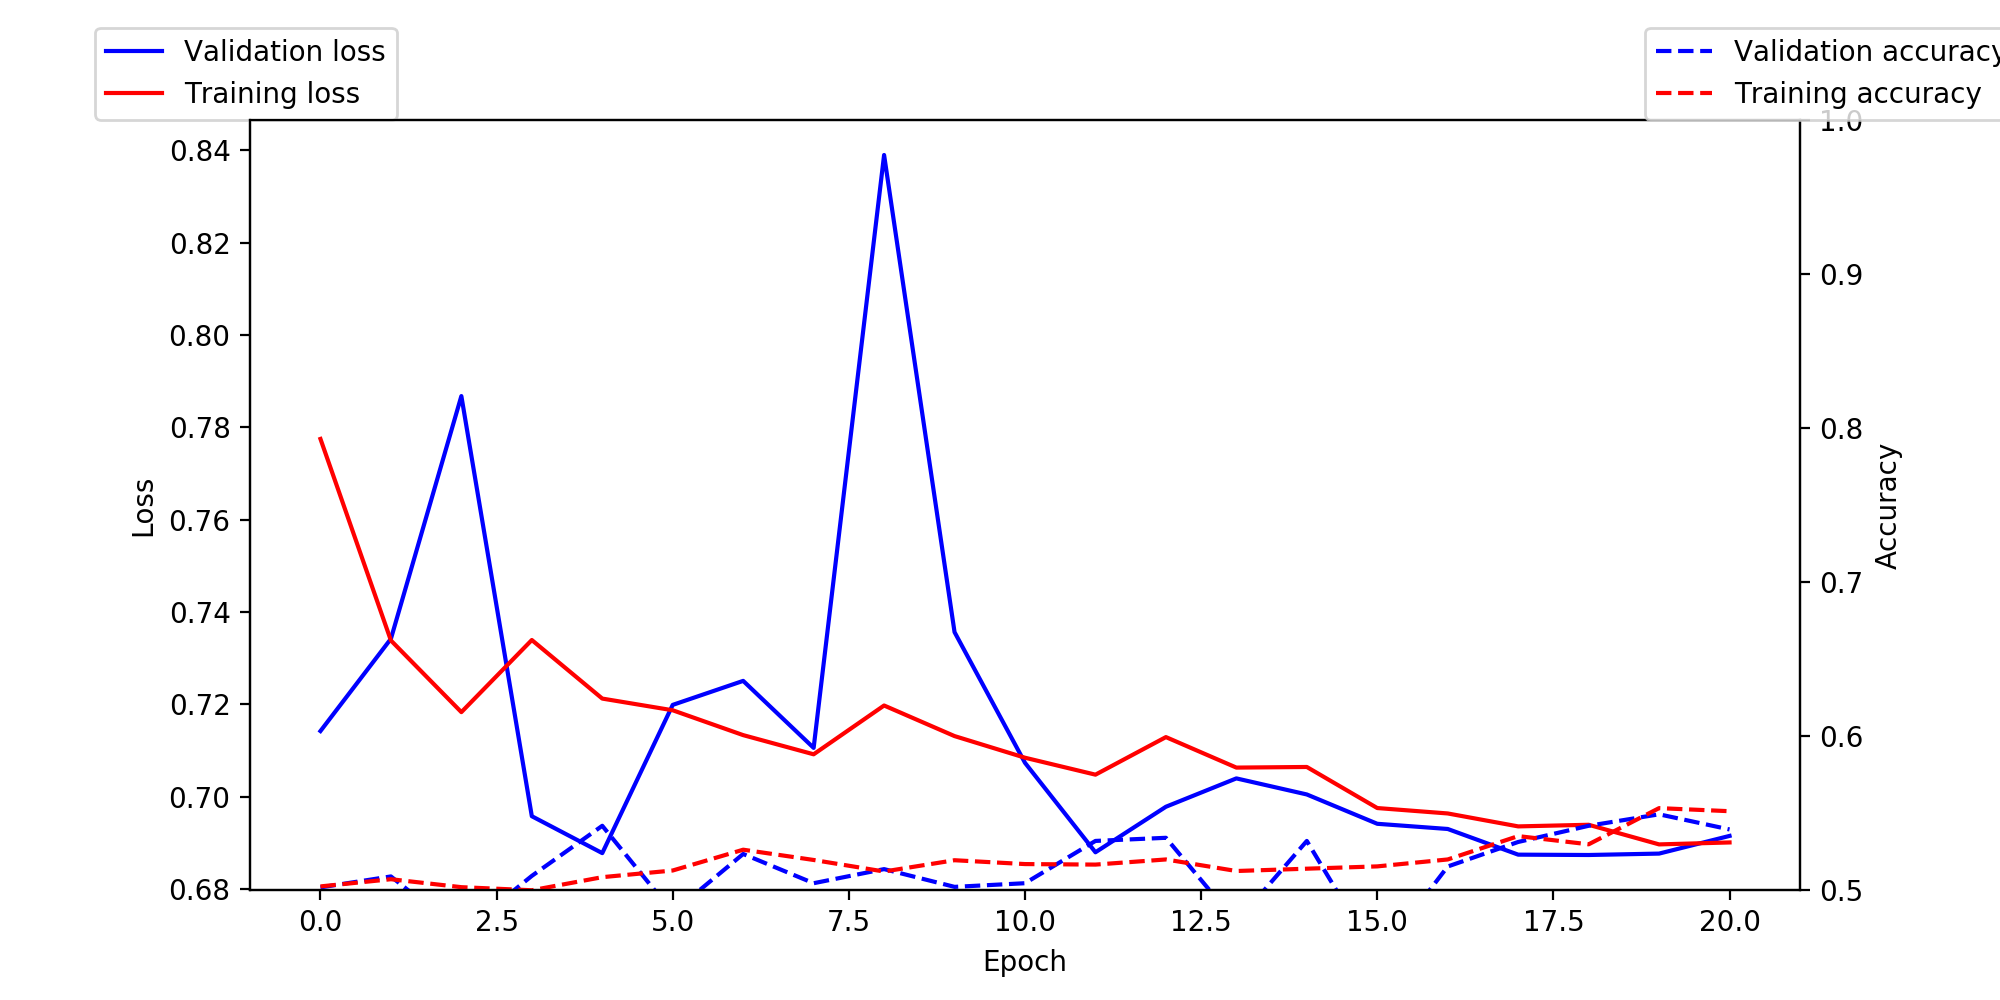 Validation loss
Training loss
Validation accuracy
Training accuracy
0.84
0.82
0.80
0.78
0.76
0.74
0.72
0.70
0.68
Loss
1.0
0.9
0.8
0.7
0.6
0.5
Accuracy
0.0 2.5 5.0 7.5 10.0 12.5 15.0 17.5 20.0
Epoch